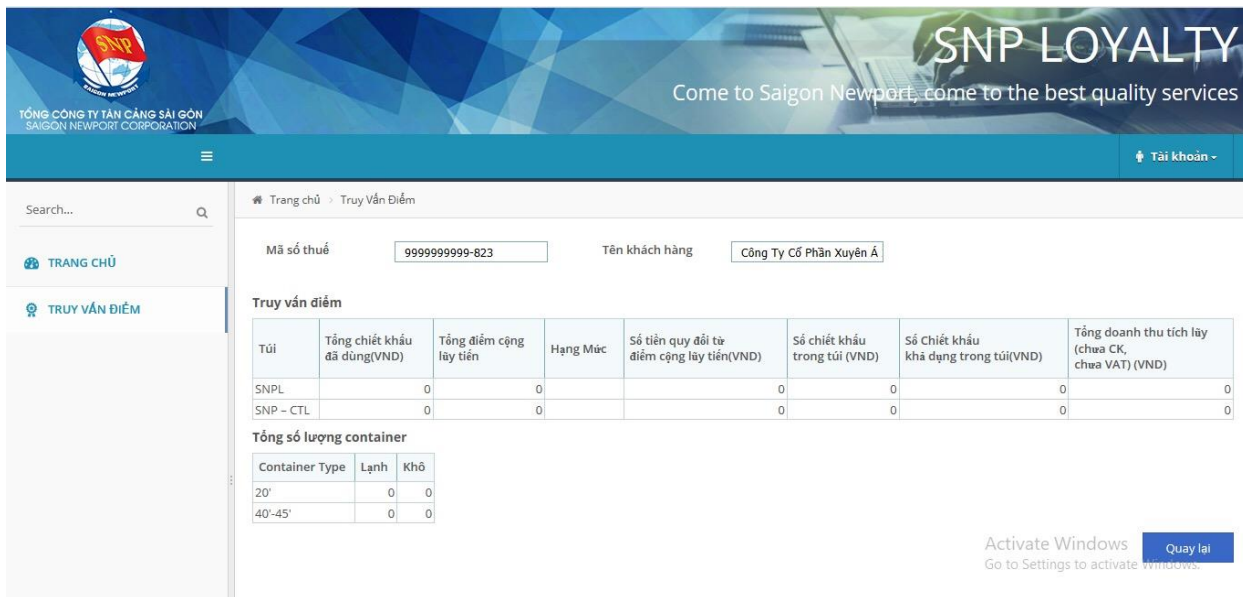 SNP
SAIGON NEWPORT
TỔNG CÔNG TY TÂN CẢNG SÀI GÒN
SAIGON NEWPORT CORPORATION
SNP LOYALTY
Come to Saigon Newport, come to the best quality services
Tài khoản
Search...
Trang chủ > Truy Vấn Điểm
TRANG CHỦ
TRUY VẤN ĐIỂM
Mã số thuế 9999999999-823 Tên khách hàng Công Ty Cổ Phần Xuyên Á
Truy vấn điểm
Túi
Tổng chiết khấu
đã dùng(VND)
Tổng điểm cộng
lũy tiến
Hạng Mức
Số tiền quy đổi từ
điểm cộng lũy tiến(VND)
Số chiết khấu
trong túi (VND)
Số Chiết khấu
khả dụng trong túi(VND)
Tổng doanh thu tích lũy
(chưa CK,
chưa VAT) (VND)
SNPL 0 0 0 0 0 0
SNP – CTL 0 0 0 0 0 0
Tổng số lượng container
Container Type Lạnh Khô
20' 0 0
40'-45' 0 0
Activate Windows
Go to Settings to activate Windows.
Quay lại